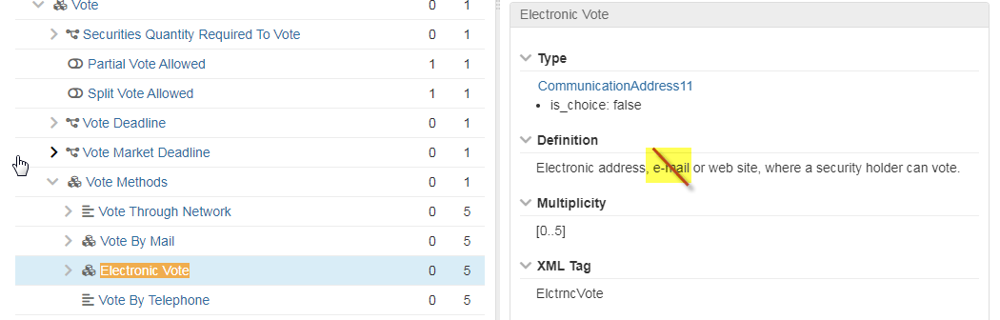 Vote 0 1
Securities Quantity Required To Vote 0 1
Partial Vote Allowed 1 1
Split Vote Allowed 1 1
Vote Deadline 0 1
Vote Market Deadline 0 1
Vote Methods 0 1
Vote Through Network 0 5
Vote By Mail 0 5
Electronic Vote 0 5
Vote By Telephone 0 5
Electronic Vote
Type
CommunicationAddress11
• is_choice: false
Definition
Electronic address, e-mail or web site, where a security holder can vote.
Multiplicity
[0..5]
XML Tag
ElctrncVote